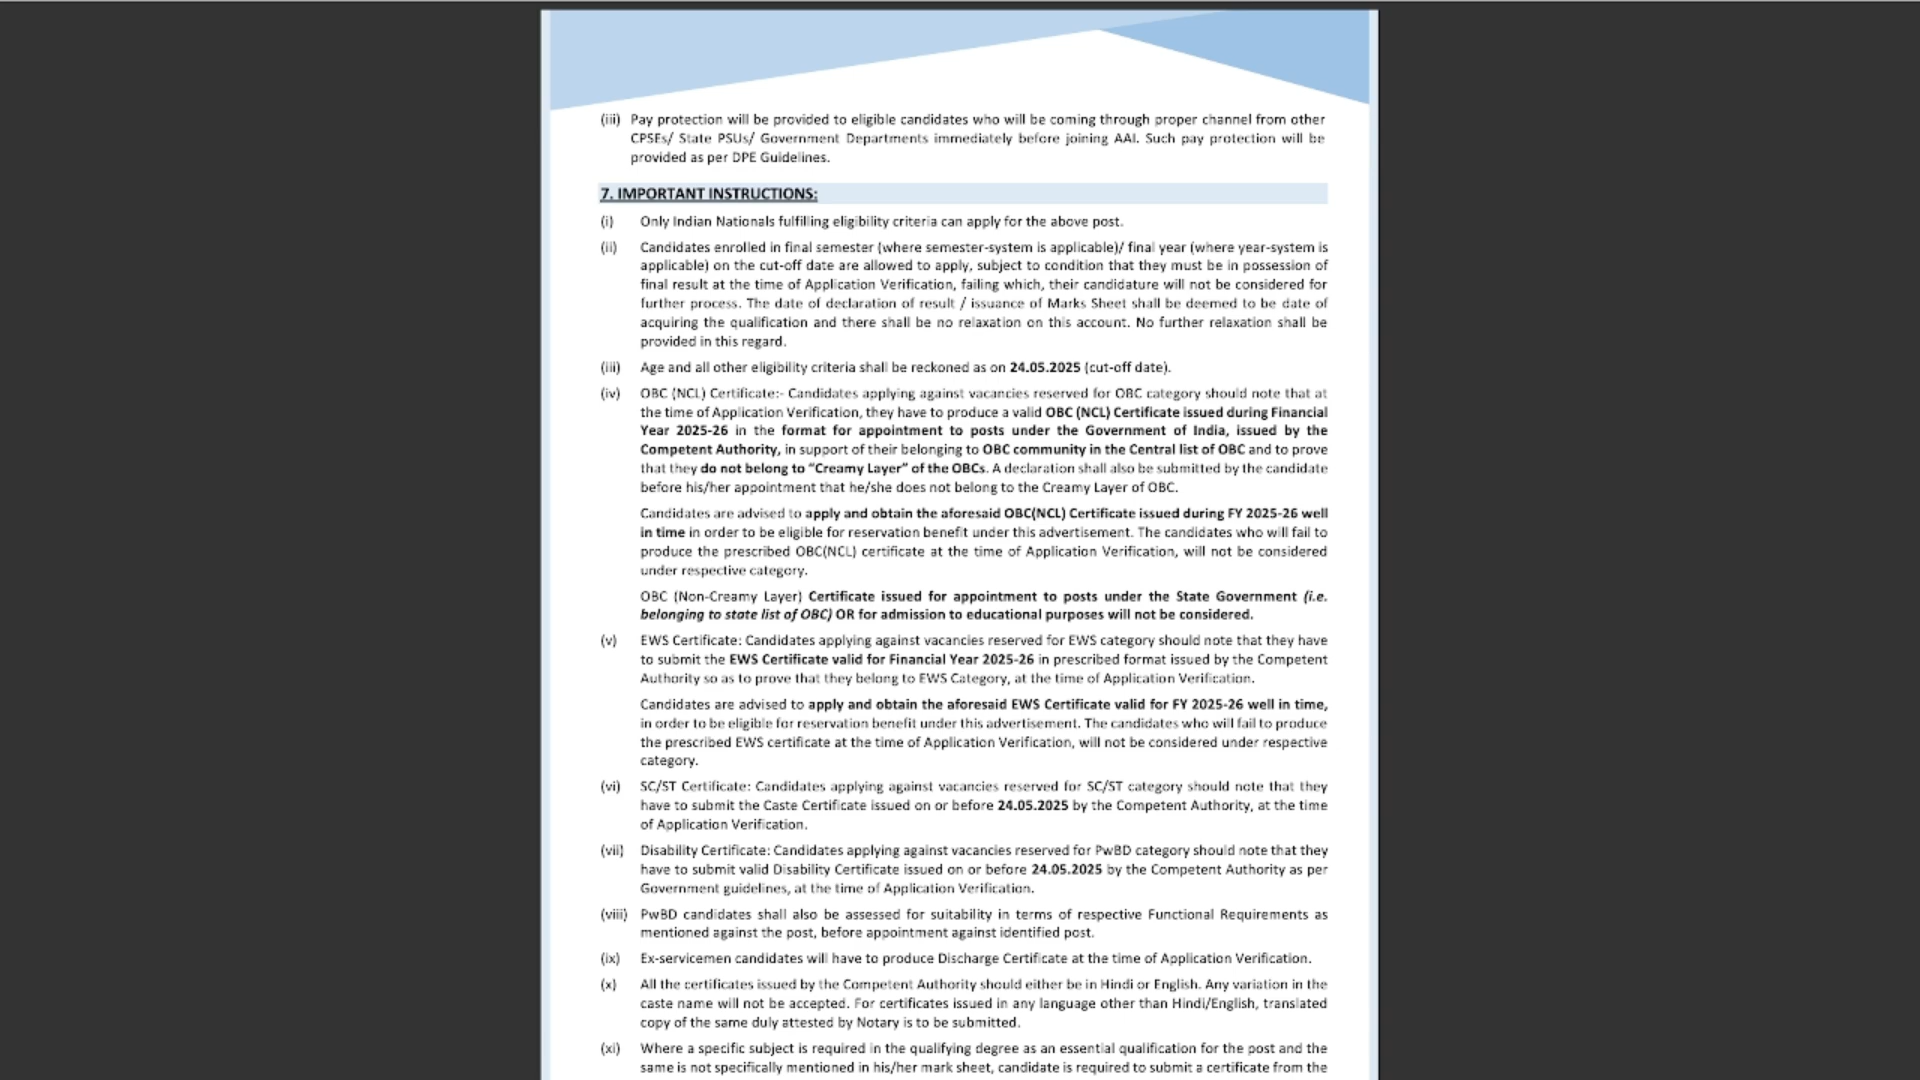 (iii) Pay protection will be provided to eligible candidates who will be coming through proper channel from other
CPSEs/ State PSUs/ Government Departments immediately before joining AAI. Such pay protection will be
provided as per DPE Guidelines.
7. IMPORTANT INSTRUCTIONS:
(i) Only Indian Nationals fulfilling eligibility criteria can apply for the above post.
(ii) Candidates enrolled in final semester (where semester-system is applicable)/ final year (where year-system is
applicable) on the cut-off date are allowed to apply, subject to condition that they must be in possession of
final result at the time of Application Verification, failing which, their candidature will not be considered for
further process. The date of declaration of result / issuance of Marks Sheet shall be deemed to be date of
acquiring the qualification and there shall be no relaxation on this account. No further relaxation shall be
provided in this regard.
(iii) Age and all other eligibility criteria shall be reckoned as on 24.05.2025 (cut-off date).
(iv) OBC (NCL) Certificate:- Candidates applying against vacancies reserved for OBC category should note that at
the time of Application Verification, they have to produce a valid OBC (NCL) Certificate issued during Financial
Year 2025-26 in the format for appointment to posts under the Government of India, issued by the
Competent Authority, in support of their belonging to OBC community in the Central list of OBC and to prove
that they do not belong to “Creamy Layer” of the OBCs. A declaration shall also be submitted by the candidate
before his/her appointment that he/she does not belong to the Creamy Layer of OBC.
Candidates are advised to apply and obtain the aforesaid OBC(NCL) Certificate issued during FY 2025-26 well
in time in order to be eligible for reservation benefit under this advertisement. The candidates who will fail to
produce the prescribed OBC(NCL) certificate at the time of Application Verification, will not be considered
under respective category.
OBC (Non-Creamy Layer) Certificate issued for appointment to posts under the State Government (i.e.
belonging to state list of OBC) OR for admission to educational purposes will not be considered.
(v) EWS Certificate: Candidates applying against vacancies reserved for EWS category should note that they have
to submit the EWS Certificate valid for Financial Year 2025-26 in prescribed format issued by the Competent
Authority so as to prove that they belong to EWS Category, at the time of Application Verification.
Candidates are advised to apply and obtain the aforesaid EWS Certificate valid for FY 2025-26 well in time,
in order to be eligible for reservation benefit under this advertisement. The candidates who will fail to produce
the prescribed EWS certificate at the time of Application Verification, will not be considered under respective
category.
(vi) SC/ST Certificate: Candidates applying against vacancies reserved for SC/ST category should note that they
have to submit the Caste Certificate issued on or before 24.05.2025 by the Competent Authority, at the time
of Application Verification.
(vii) Disability Certificate: Candidates applying against vacancies reserved for PwBD category should note that they
have to submit valid Disability Certificate issued on or before 24.05.2025 by the Competent Authority as per
Government guidelines, at the time of Application Verification.
(viii) PwBD candidates shall also be assessed for suitability in terms of respective Functional Requirements as
mentioned against the post, before appointment against identified post.
(ix) Ex-servicemen candidates will have to produce Discharge Certificate at the time of Application Verification.
(x) All the certificates issued by the Competent Authority should either be in Hindi or English. Any variation in the
caste name will not be accepted. For certificates issued in any language other than Hindi/English, translated
copy of the same duly attested by Notary is to be submitted.
(xi) Where a specific subject is required in the qualifying degree as an essential qualification for the post and the
same is not specifically mentioned in his/her mark sheet, candidate is required to submit a certificate from the